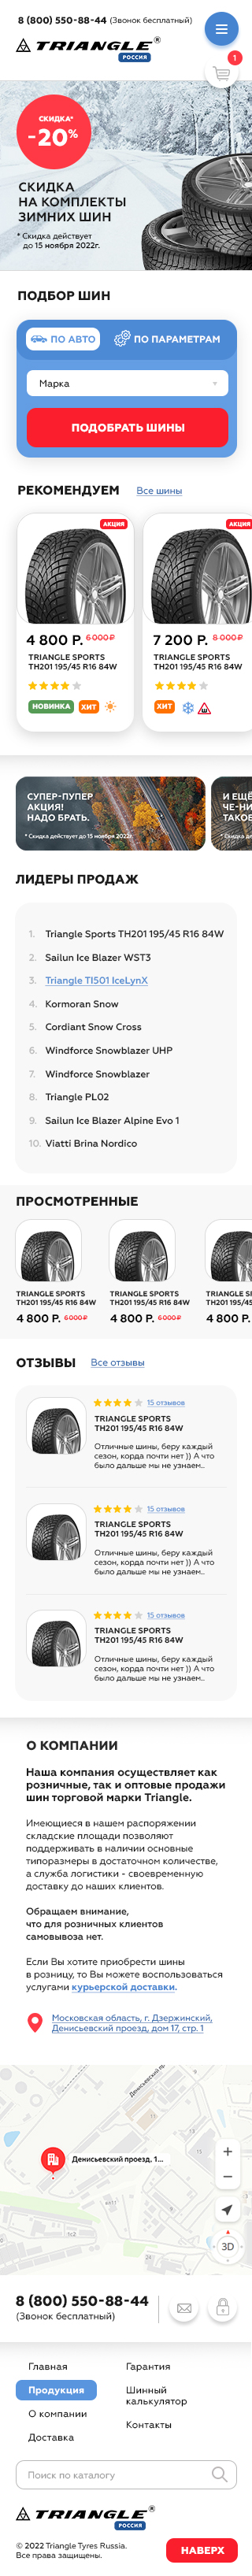 8 (800) 550-88-44 (Звонок бесплатный)
TRIANGLE®
РОССИЯ
1
СКИДКА*
-20%
СКИДКА
НА КОМПЛЕКТЫ
ЗИМНИХ ШИН
* Скидка действует
до 15 ноября 2022г.
ПОДБОР ШИН
ПО АВТО ПО ПАРАМЕТРАМ
Марка
ПОДОБРАТЬ ШИНЫ
РЕКОМЕНДУЕМ Все шины
АКЦИЯ АКЦИЯ
4 800 Р. 6 000 Р 7 200 Р. 8 000 Р
TRIANGLE SPORTS TRIANGLE SPORTS
TH201 195/45 R16 84W TH201 195/45 R16 84W
НОВИНКА ХИТ ХИТ
СУПЕР-ПУПЕР И ЕЩЁ
АКЦИЯ! ЧЕ-НИ
НАДО БРАТЬ. ТАКОЕ
* Скидка действует до 15 ноября 2022г. * Скидка де
ЛИДЕРЫ ПРОДАЖ
1. Triangle Sports TH201 195/45 R16 84W
2. Sailun Ice Blazer WST3
3. Triangle TI501 IceLynX
4. Kormoran Snow
5. Cordiant Snow Cross
6. Windforce Snowblazer UHP
7. Windforce Snowblazer
8. Triangle PL02
9. Sailun Ice Blazer Alpine Evo 1
10. Viatti Brina Nordico
ПРОСМОТРЕННЫЕ
TRIANGLE SPORTS TRIANGLE SPORTS TRIANGLE S
TH201 195/45 R16 84W TH201 195/45 R16 84W TH201 195/45
4 800 Р. 6 000 Р 4 800 Р. 6 000 Р 4 800 Р.
ОТЗЫВЫ Все отзывы
15 отзывов
TRIANGLE SPORTS
TH201 195/45 R16 84W
Отличные шины, беру каждый
сезон, корда почти нет )) А что
было дальше мы не узнаем...
15 отзывов
TRIANGLE SPORTS
TH201 195/45 R16 84W
Отличные шины, беру каждый
сезон, корда почти нет )) А что
было дальше мы не узнаем...
15 отзывов
TRIANGLE SPORTS
TH201 195/45 R16 84W
Отличные шины, беру каждый
сезон, корда почти нет )) А что
было дальше мы не узнаем...
О КОМПАНИИ
Наша компания осуществляет как
розничные, так и оптовые продажи
шин торговой марки Triangle.
Имеющиеся в нашем распоряжении
складские площади позволяют
поддерживать в наличии основные
типоразмеры в достаточном количестве,
а служба логистики - своевременную
доставку до наших клиентов.
Обращаем внимание,
что для розничных клиентов
самовывоза нет.
Если Вы хотите приобрести шины
в розницу, то Вы можете воспользоваться
услугами курьерской доставки.
Московская область, г. Дзержинский,
Денисьевский проезд, дом 17, стр. 1
Денисьевский проезд, 1...
+
−
3D
8 (800) 550-88-44
(Звонок бесплатный)
Главная Гарантия
Продукция Шинный
калькулятор
О компании
Контакты
Доставка
Поиск по каталогу
TRIANGLE®
РОССИЯ
© 2022 Triangle Tyres Russia.
Все права защищены.
НАВЕРХ